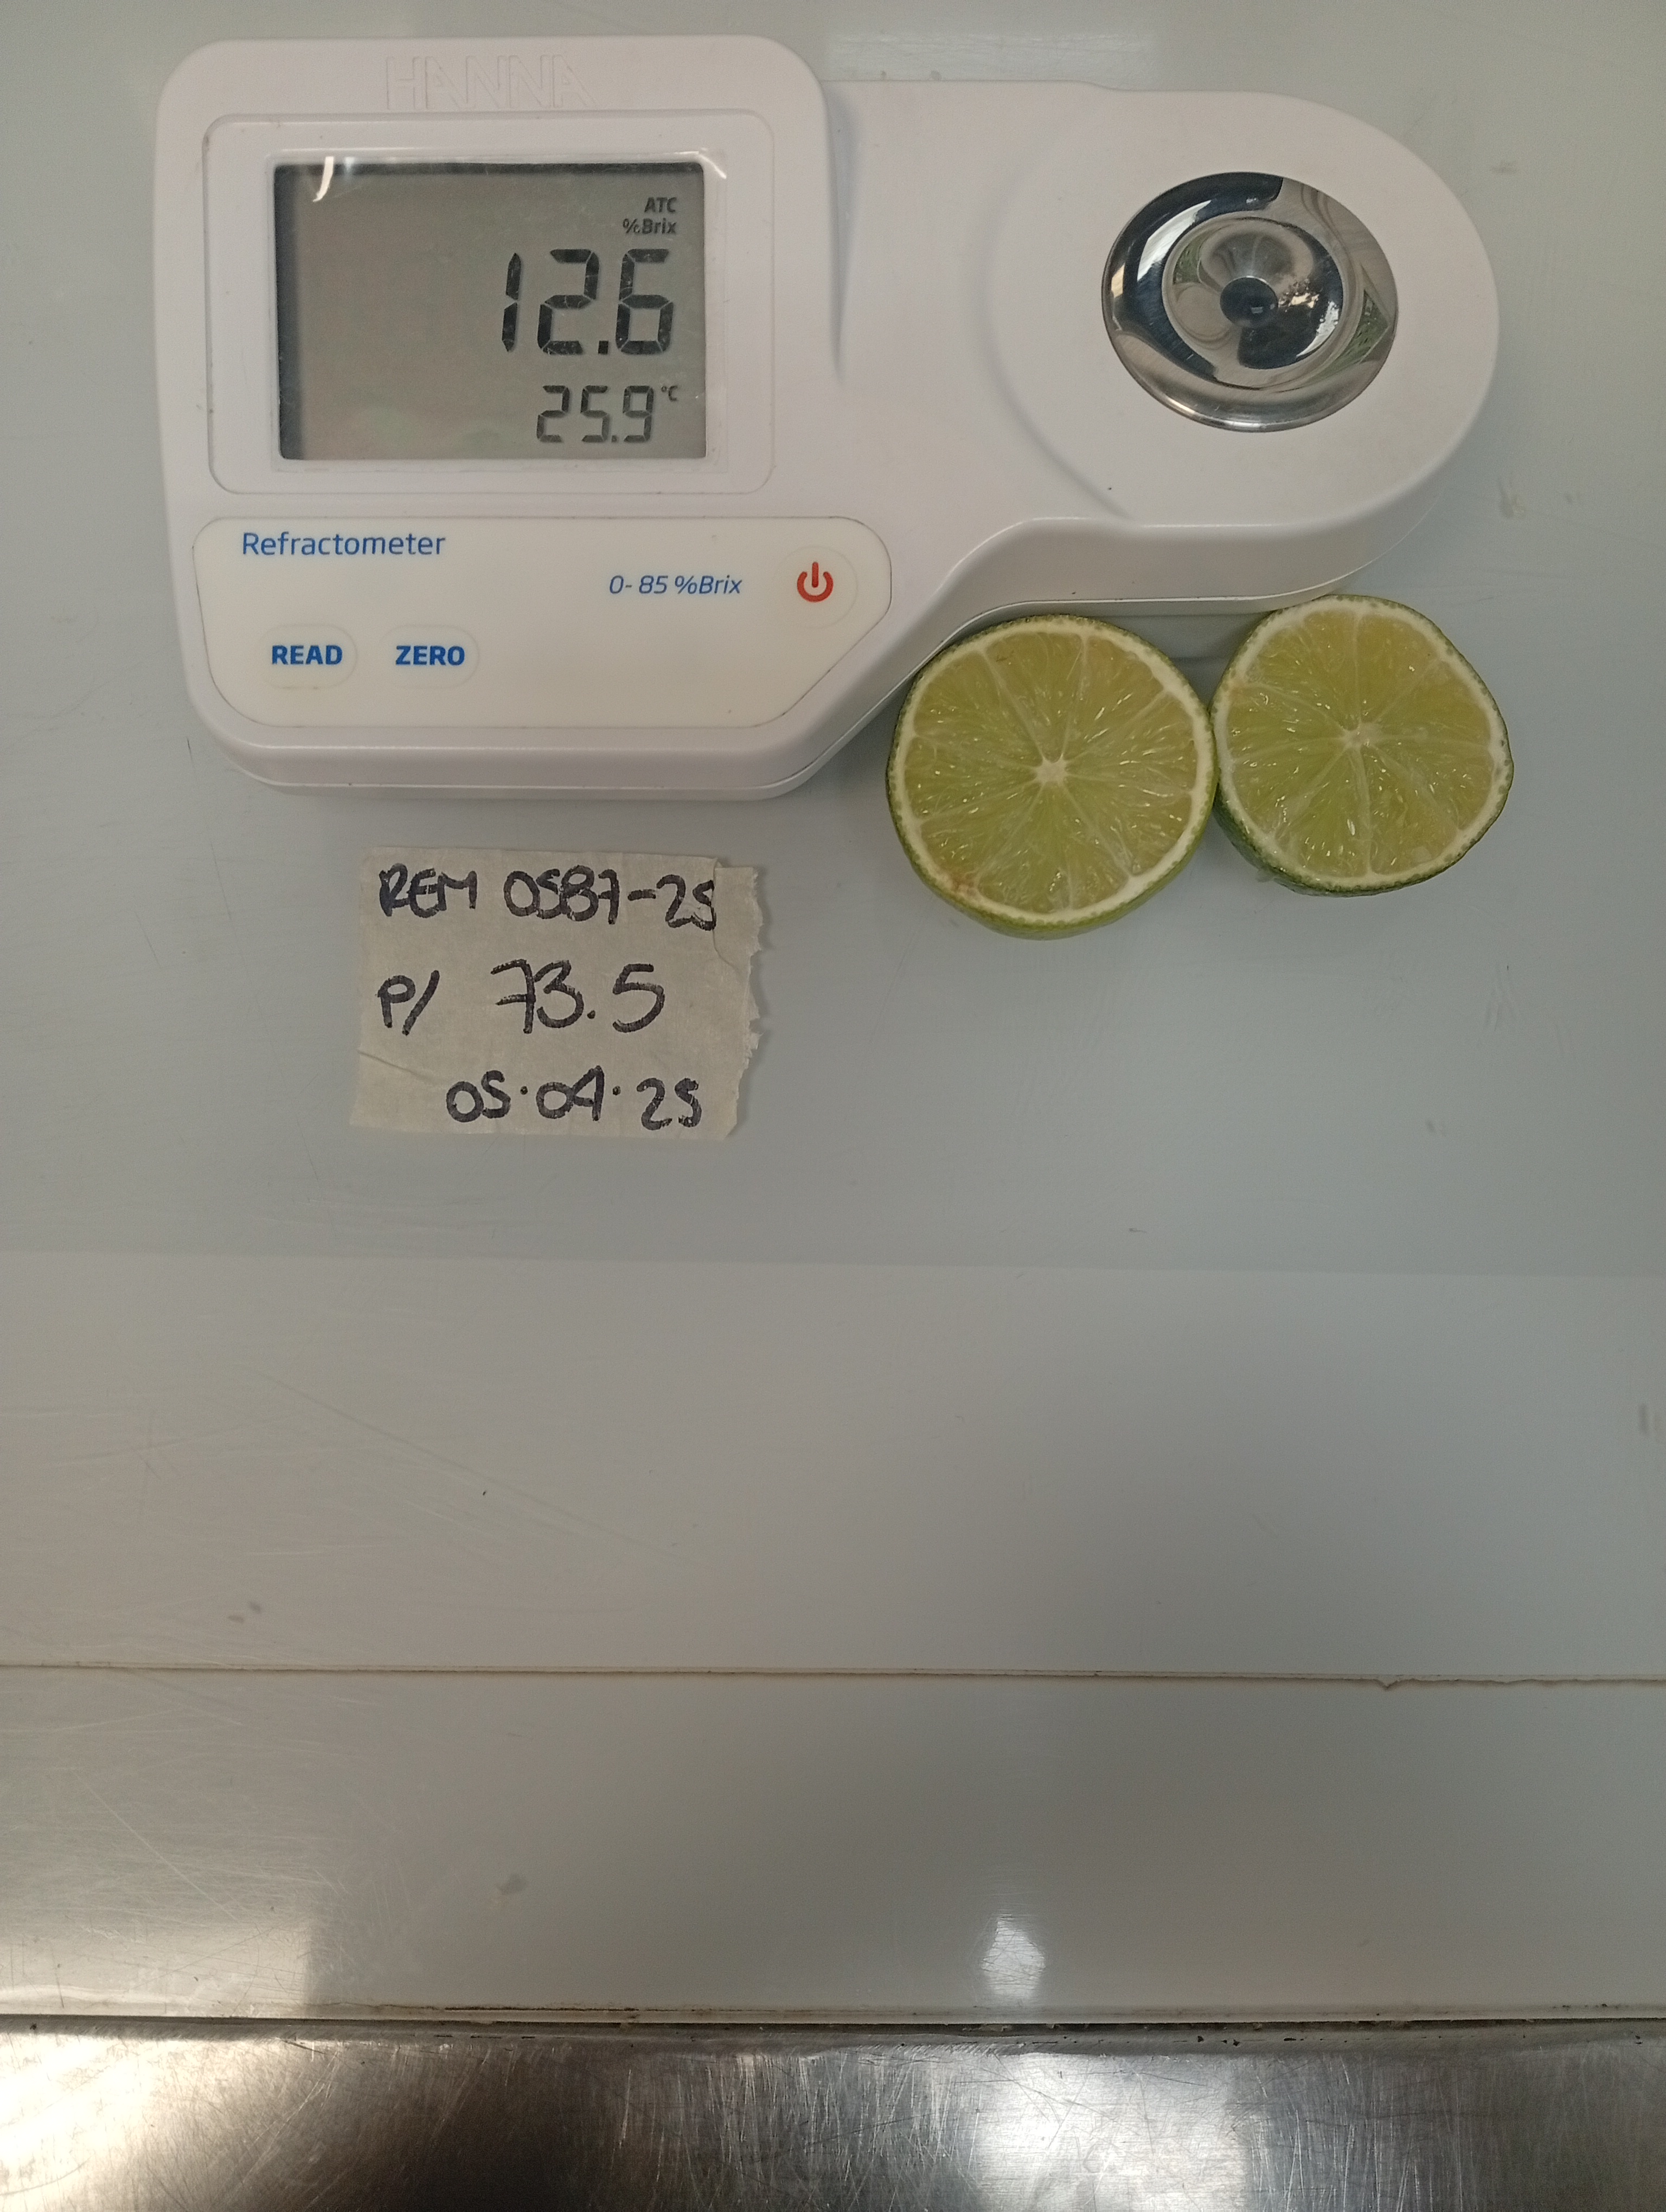 HANNA
ATC
%Brix
12.6
25.9°C
Refractometer
0-85 %Brix
READ ZERO
REM 0587-25
P/ 73.5
05.04.25